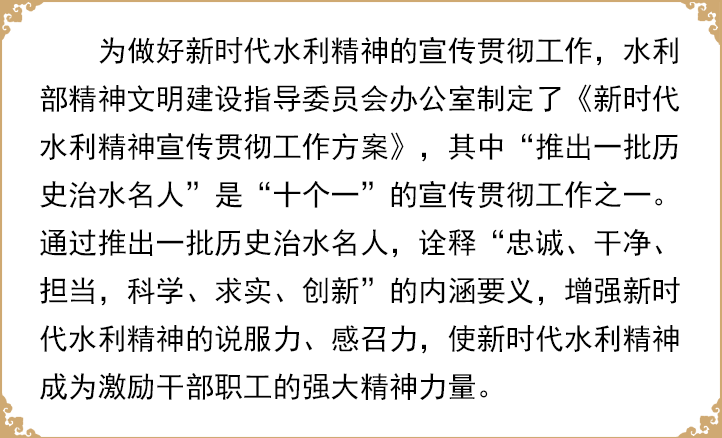 为做好新时代水利精神的宣传贯彻工作，水利
部精神文明建设指导委员会办公室制定了《新时代
水利精神宣传贯彻工作方案》，其中“推出一批历
史治水名人”是“十个一”的宣传贯彻工作之一。
通过推出一批历史治水名人，诠释“忠诚、干净、
担当，科学、求实、创新”的内涵要义，增强新时
代水利精神的说服力、感召力，使新时代水利精神
成为激励干部职工的强大精神力量。